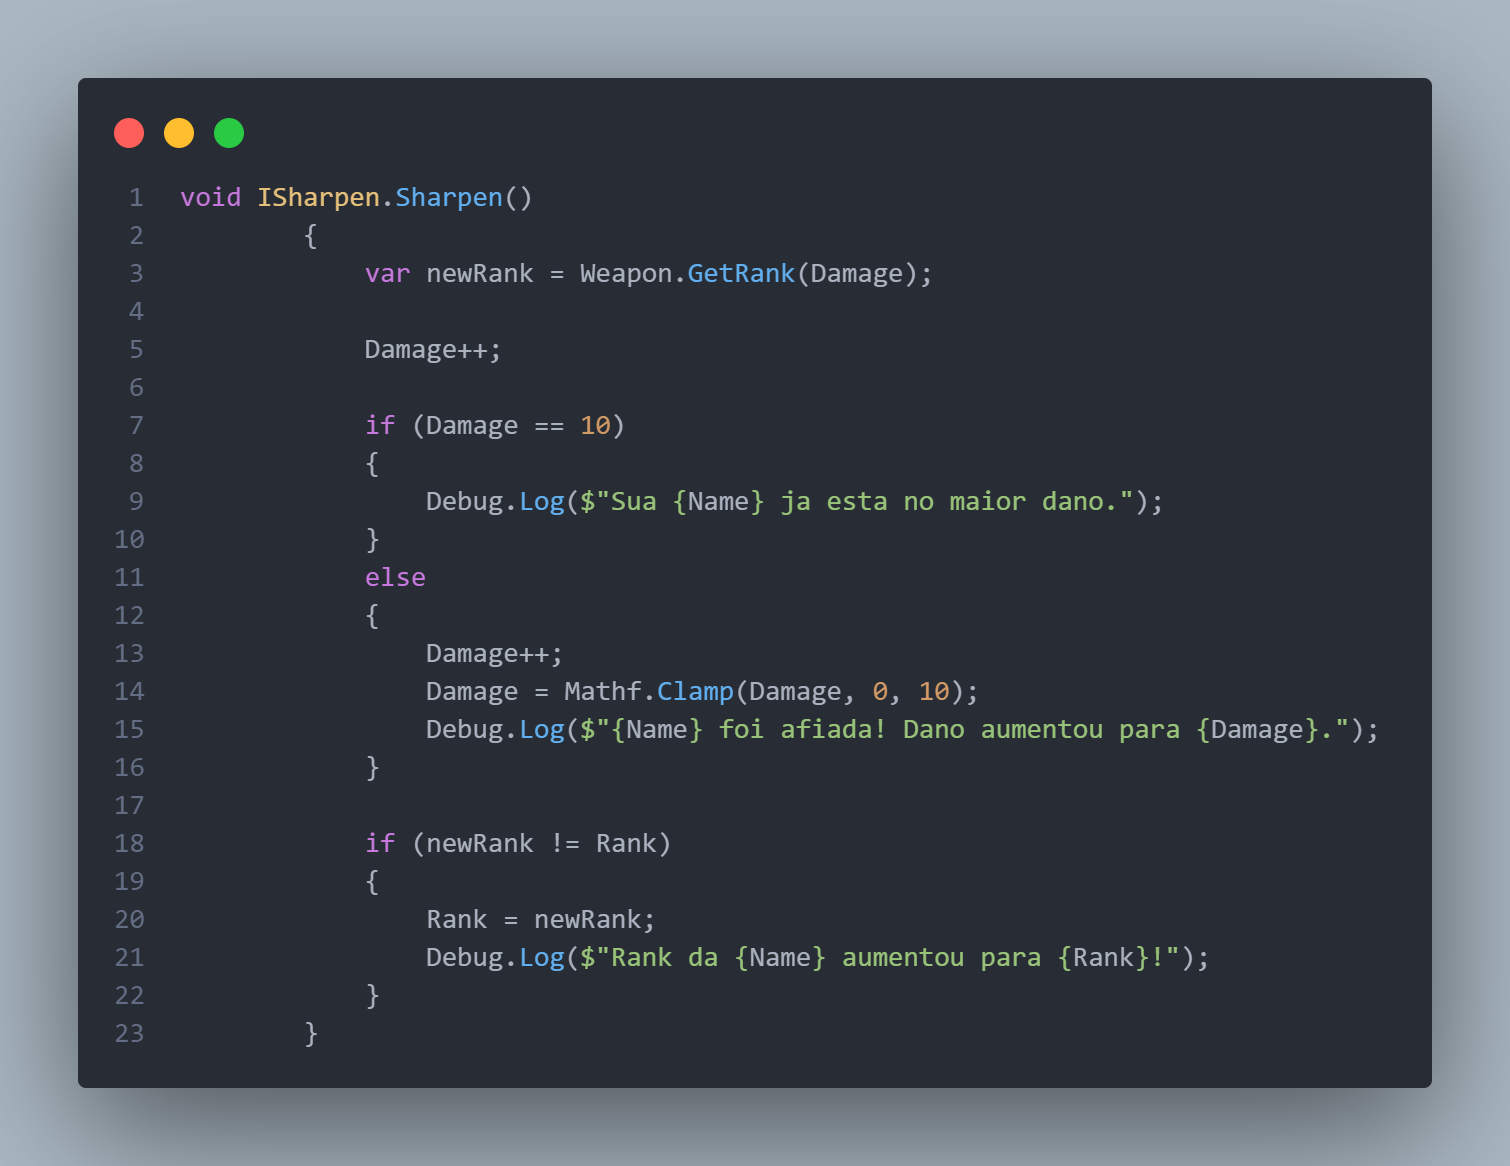 1 void ISharpen.Sharpen()
2 {
3 var newRank = Weapon.GetRank(Damage);
4
5 Damage++;
6
7 if (Damage == 10)
8 {
9 Debug.Log($"Sua {Name} ja esta no maior dano.");
10 }
11 else
12 {
13 Damage++;
14 Damage = Mathf.Clamp(Damage, 0, 10);
15 Debug.Log($"{Name} foi afiada! Dano aumentou para {Damage}.");
16 }
17
18 if (newRank != Rank)
19 {
20 Rank = newRank;
21 Debug.Log($"Rank da {Name} aumentou para {Rank}!");
22 }
23 }